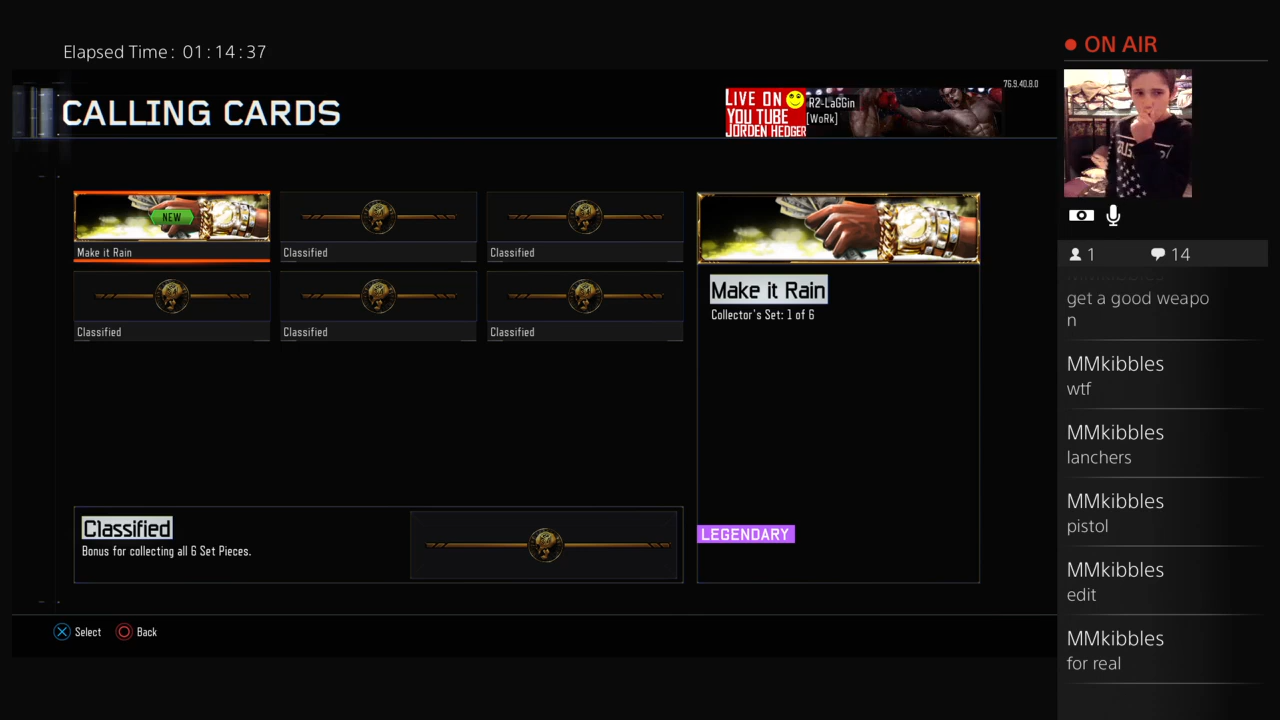 Elapsed Time: 01:14:37
ON AIR
CALLING CARDS
LIVE ON
YOU TUBE
JORDEN HEDGER
R2-LaGGin
[WoRk]
76.9.40.8.0
NEW
Make it Rain
Classified
Classified
Classified
Classified
Classified
Make it Rain
Collector's Set: 1 of 6
LEGENDARY
Classified
Bonus for collecting all 6 Set Pieces.
Select
Back
1
14
get a good weapo
n
MMkibbles
wtf
MMkibbles
lanchers
MMkibbles
pistol
MMkibbles
edit
MMkibbles
for real